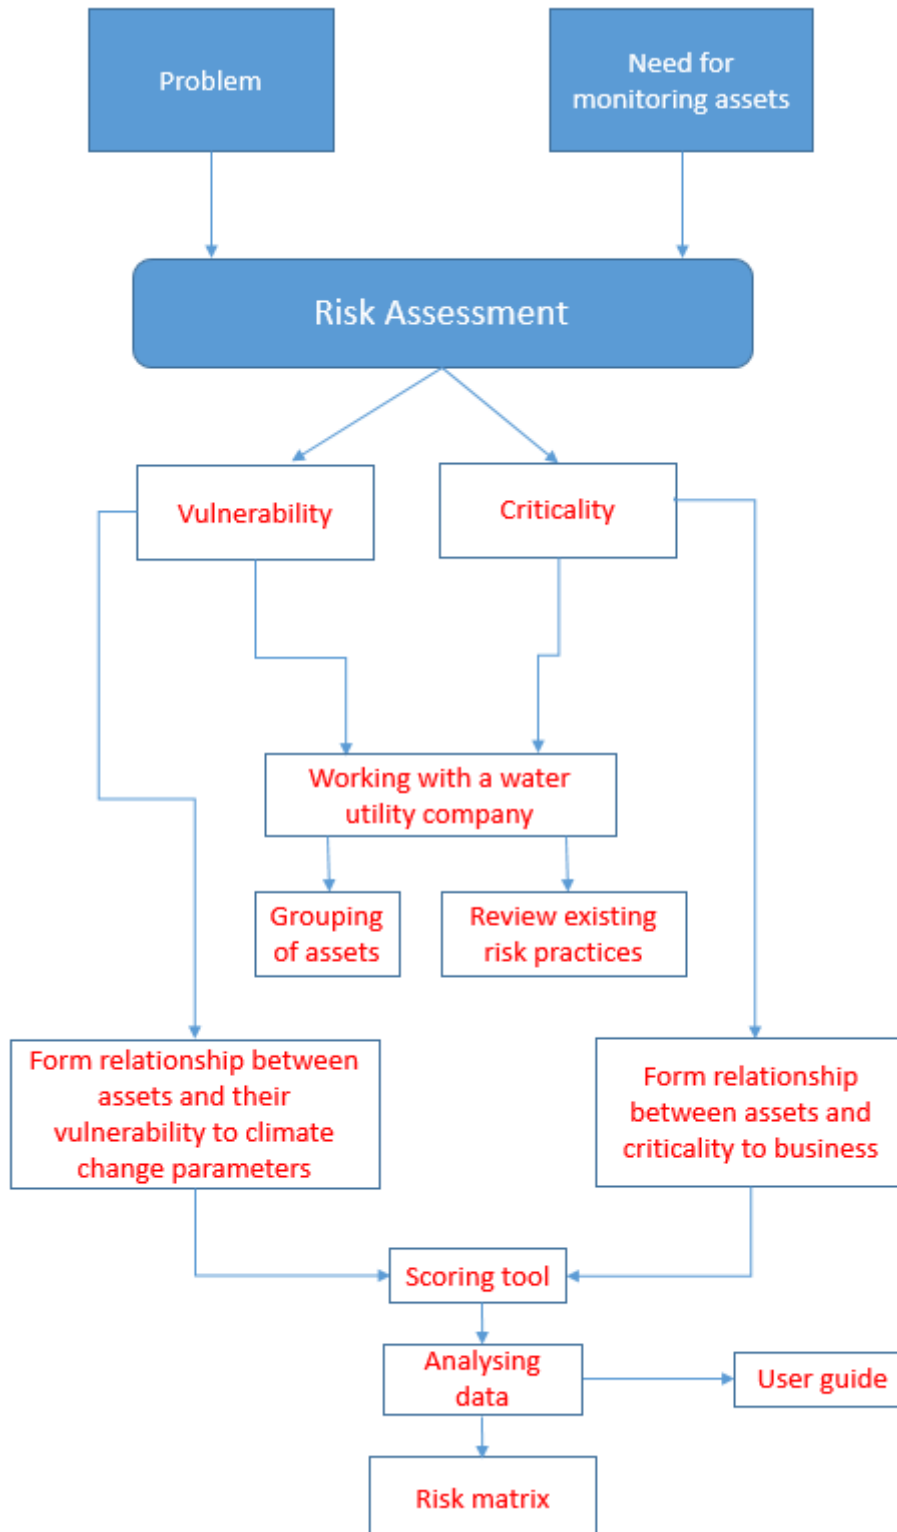 Problem
Need for
monitoring assets
Risk Assessment
Vulnerability
Criticality
Working with a water
utility company
Grouping
of assets
Review existing
risk practices
Form relationship between
assets and their
vulnerability to climate
change parameters
Form relationship
between assets and
criticality to business
Scoring tool
Analysing
data
User guide
Risk matrix